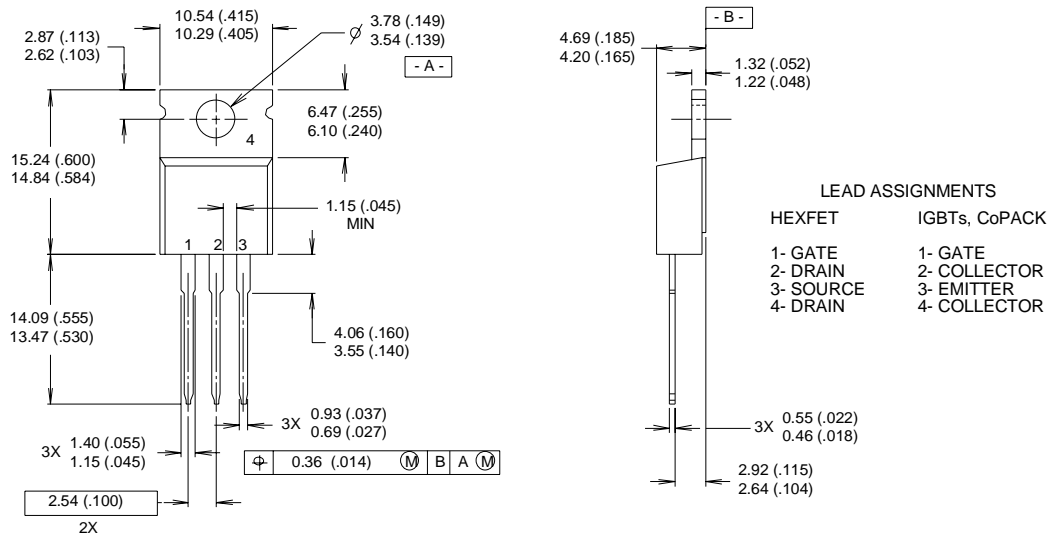 10.54 (.415)
10.29 (.405)
2.87 (.113)
2.62 (.103)
3.78 (.149)
3.54 (.139)
- A -
6.47 (.255)
6.10 (.240)
4
15.24 (.600)
14.84 (.584)
1.15 (.045)
MIN
1 2 3
14.09 (.555)
13.47 (.530)
4.06 (.160)
3.55 (.140)
3X 0.93 (.037)
0.69 (.027)
3X 1.40 (.055)
1.15 (.045)
0.36 (.014) Ⓜ B A Ⓜ
2.54 (.100)
2X
- B -
4.69 (.185)
4.20 (.165)
1.32 (.052)
1.22 (.048)
3X 0.55 (.022)
0.46 (.018)
2.92 (.115)
2.64 (.104)
LEAD ASSIGNMENTS
HEXFET IGBTs, CoPACK
1- GATE 1- GATE
2- DRAIN 2- COLLECTOR
3- SOURCE 3- EMITTER
4- DRAIN 4- COLLECTOR